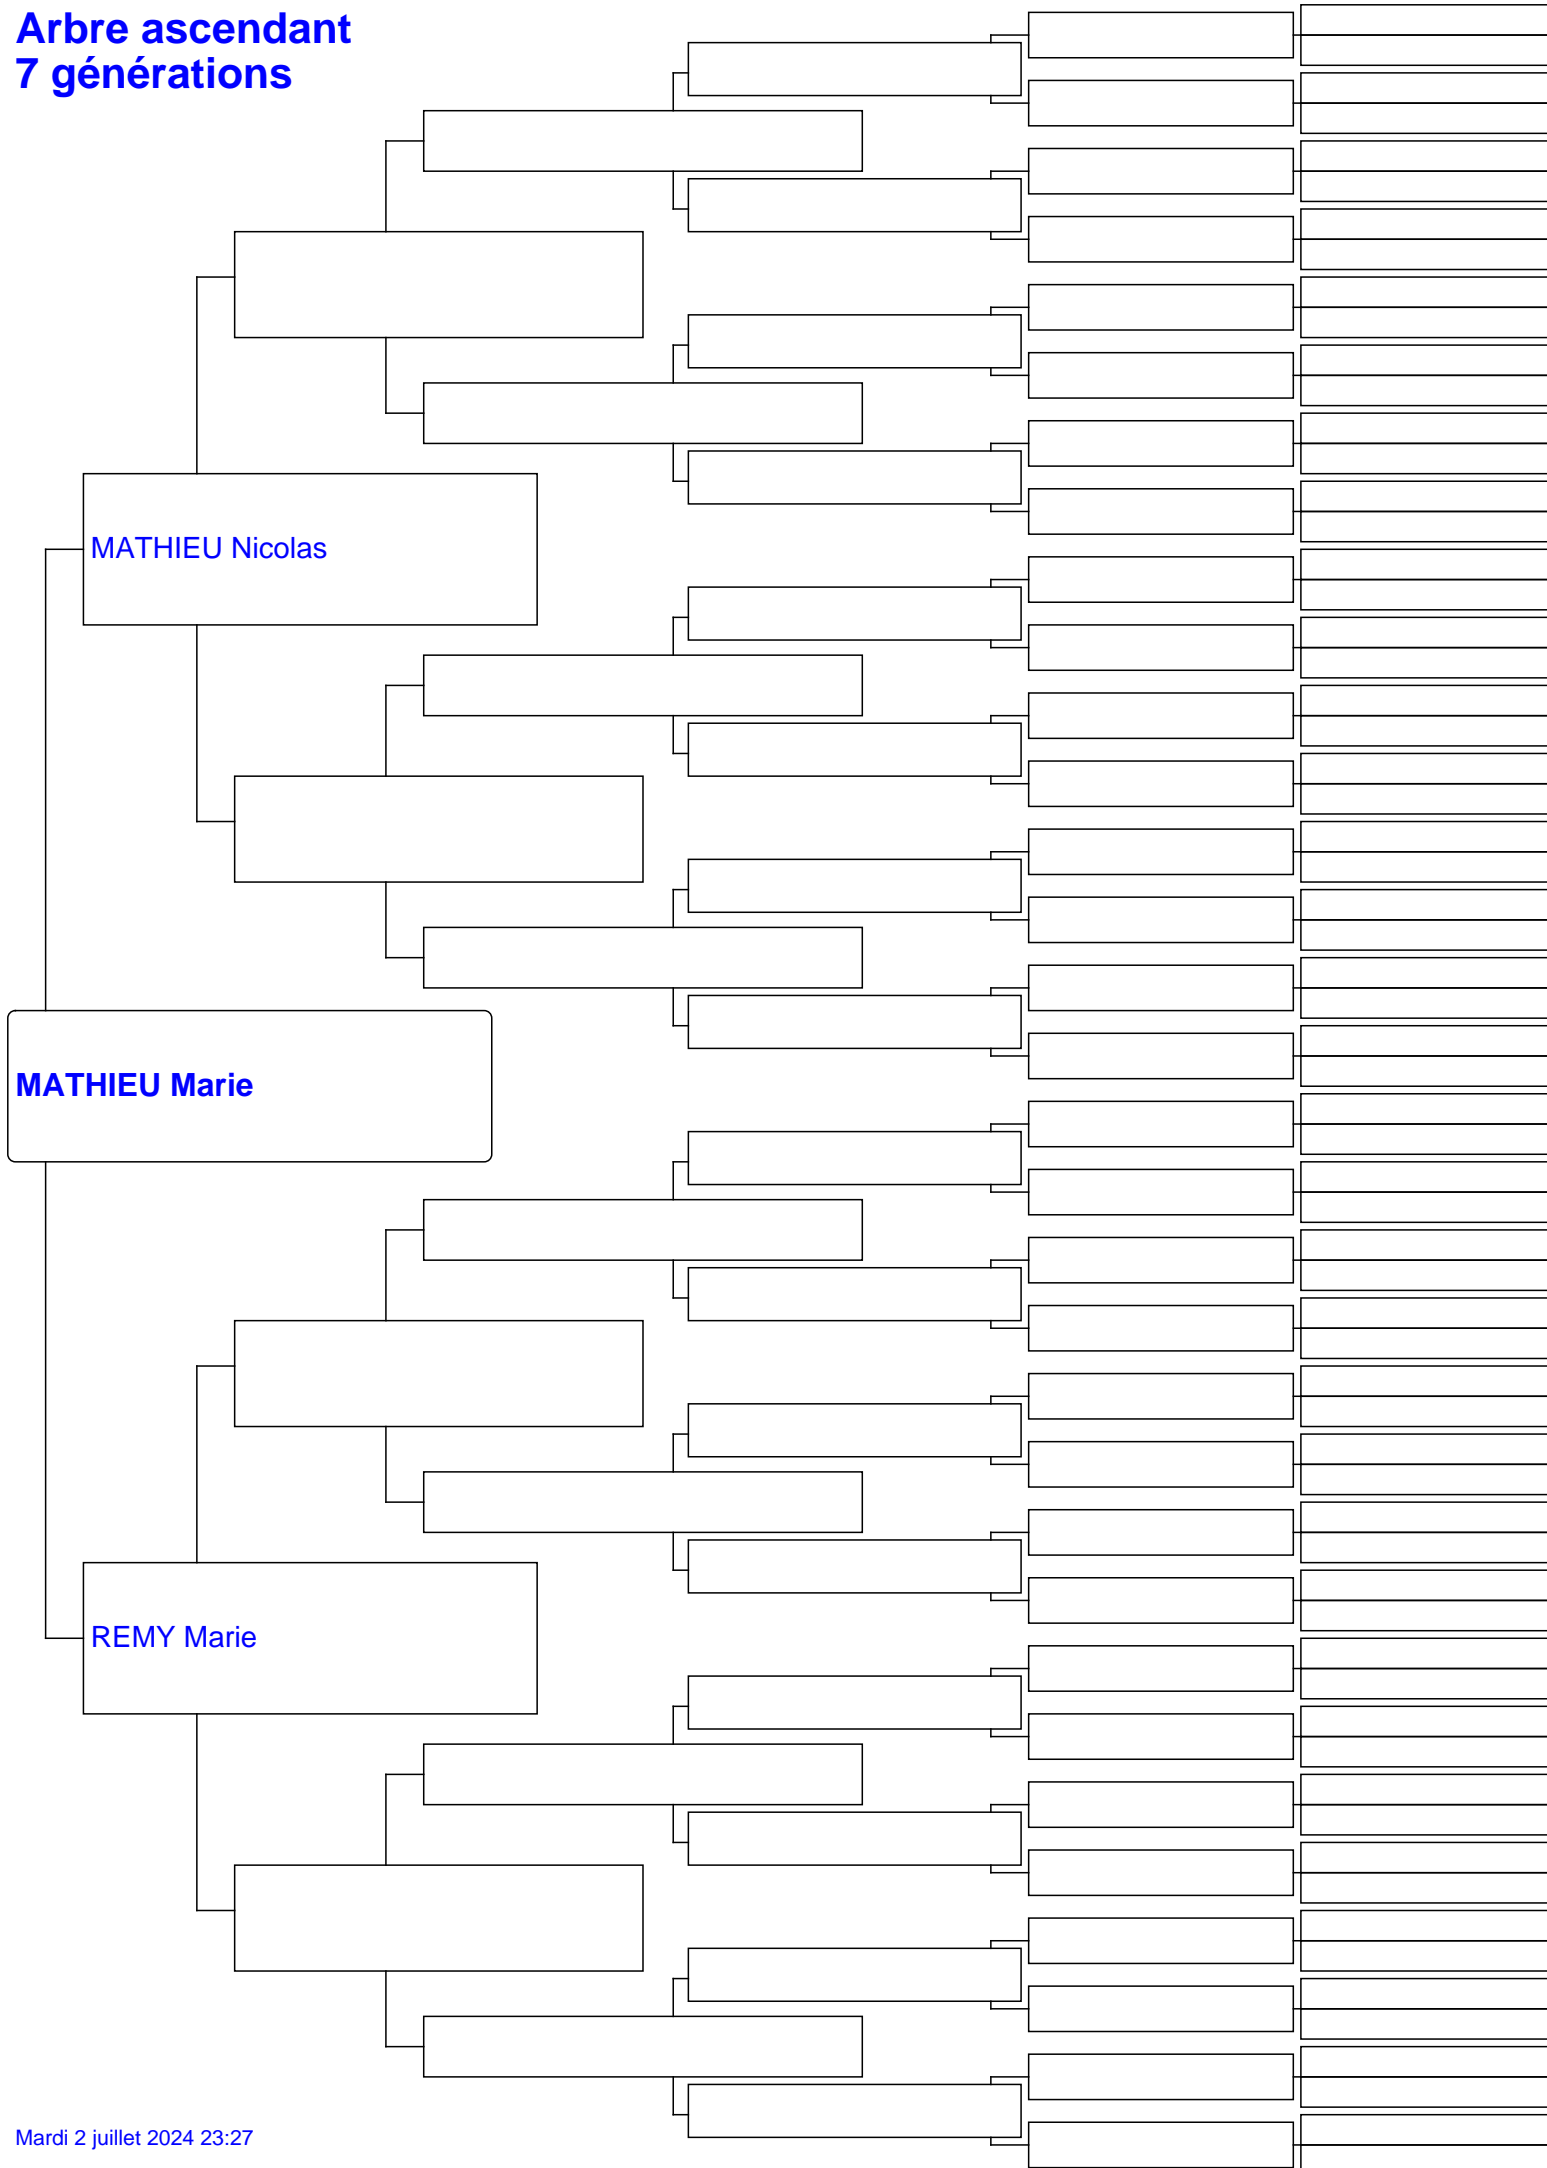 Arbre ascendant
7 générations
MATHIEU Nicolas
MATHIEU Marie
REMY Marie
Mardi 2 juillet 2024 23:27